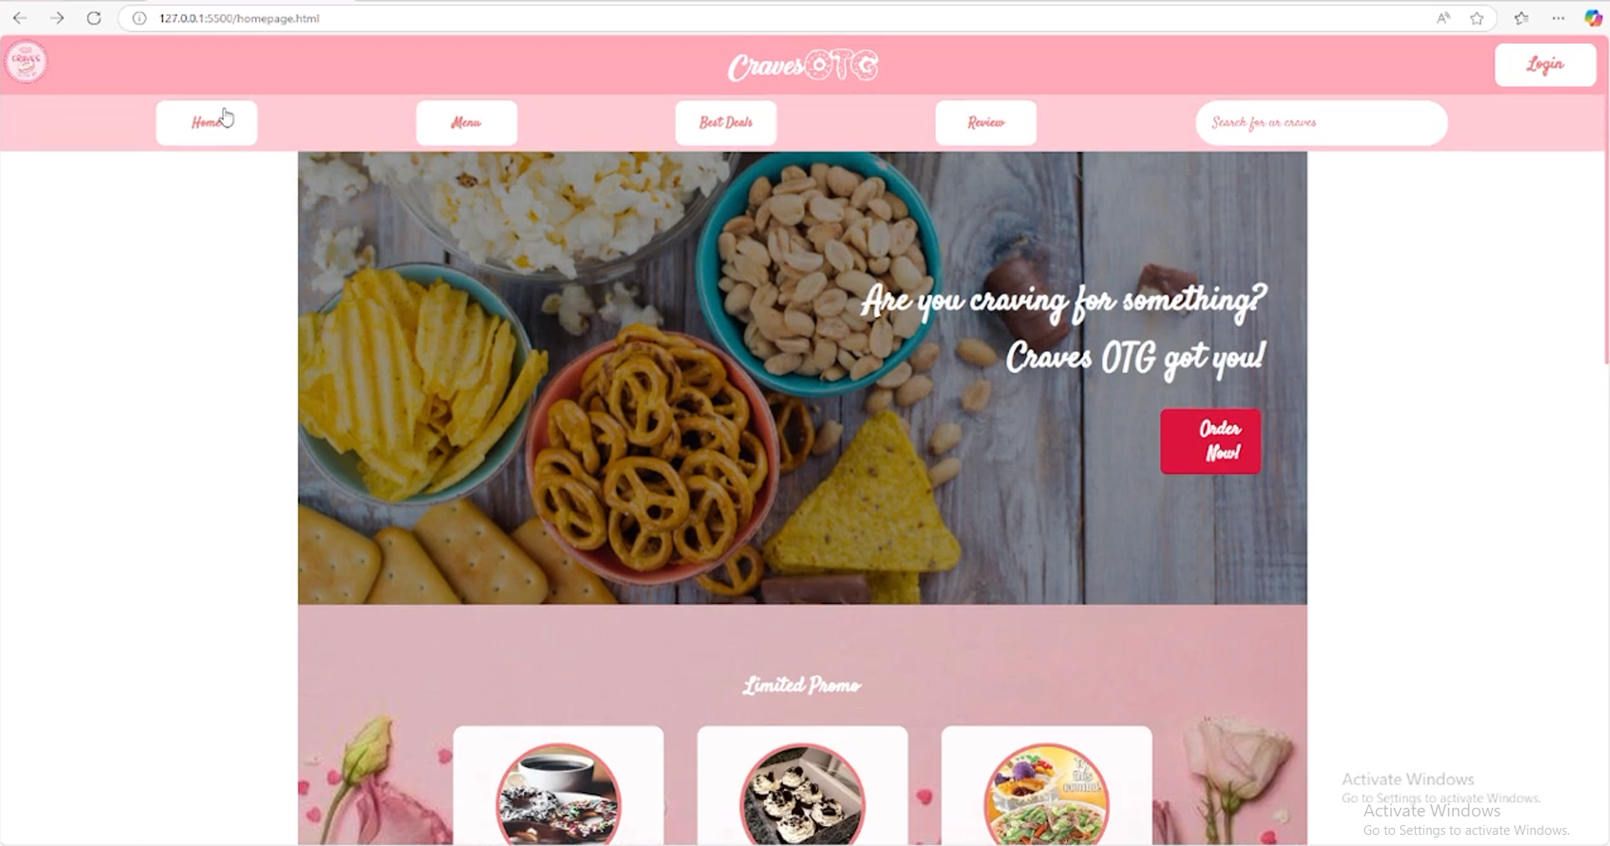 127.0.0.1:5500/homepage.html
CRAVES
CravesOTG
Login
Home
Menu
Best Deals
Review
Search for ur craves
Are you craving for something?
Craves OTG got you!
Order
Now!
Limited Promo
Activate Windows
Go to Settings to activate Windows.
Activate Windows
Go to Settings to activate Windows.